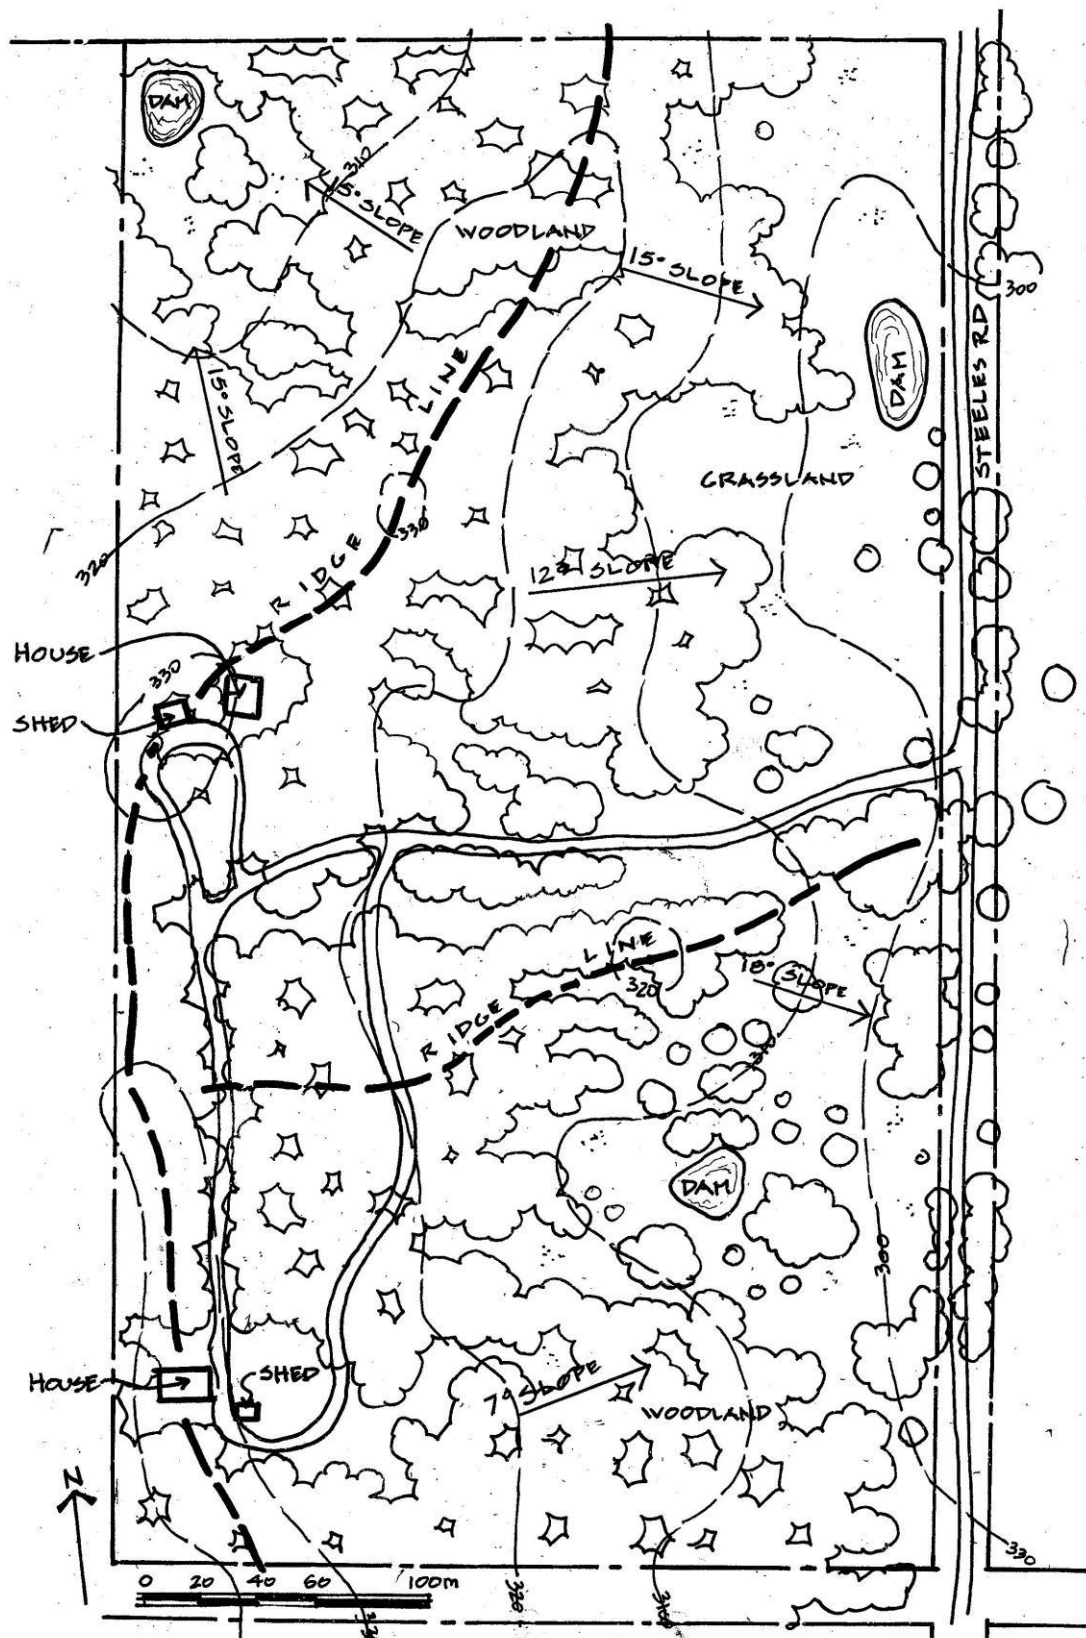 DAM
310
15° SLOPE
WOODLAND
15° SLOPE
300
STEELES RD
DAM
LINE
15° SLOPE
GRASSLAND
330
320
12° SLOPE
RIDGE
HOUSE
330
SHED
LINE
18° SLOPE
320
RIDGE
310
DAM
300
HOUSE
SHED
7° SLOPE
WOODLAND
N
330
0 20 40 60 100m
320
310